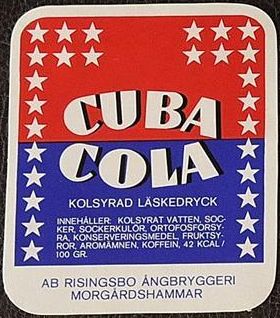 CUBA
COLA
KOLSYRAD LÄSKEDRYCK
INNEHÅLLER: KOLSYRAT VATTEN, SOC-
KER, SOCKERKULÖR, ORTOFOSFORSY-
RA, KONSERVERINGSMEDEL, FRUKTSY-
ROR, AROMÄMNEN, KOFFEIN, 42 KCAL/
100 GR.
AB RISINGSBO ÅNGBRYGGERI
MORGÅRDSHAMMAR